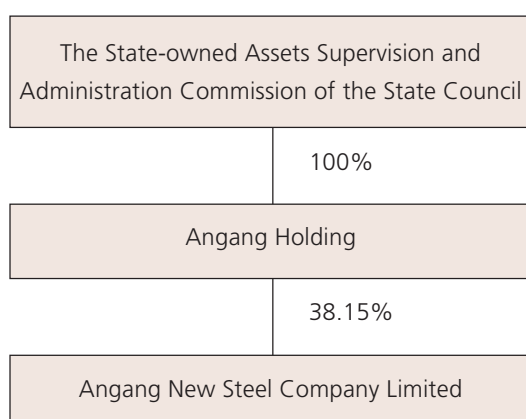 The State-owned Assets Supervision and
Administration Commission of the State Council
100%
Angang Holding
38.15%
Angang New Steel Company Limited